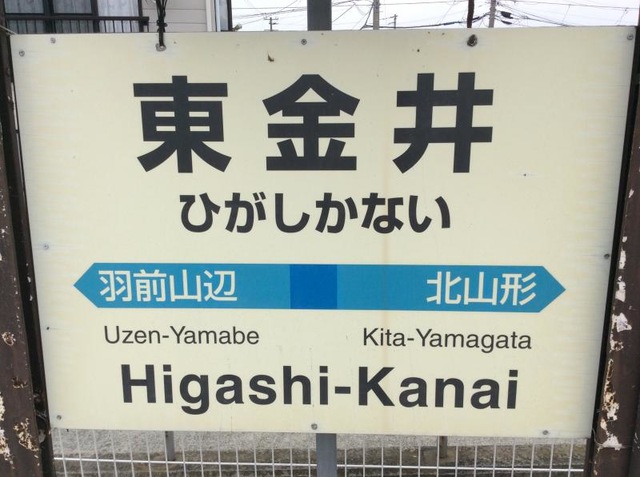 東金井
ひがしかない
羽前山辺 北山形
Uzen-Yamabe Kita-Yamagata
Higashi-Kanai